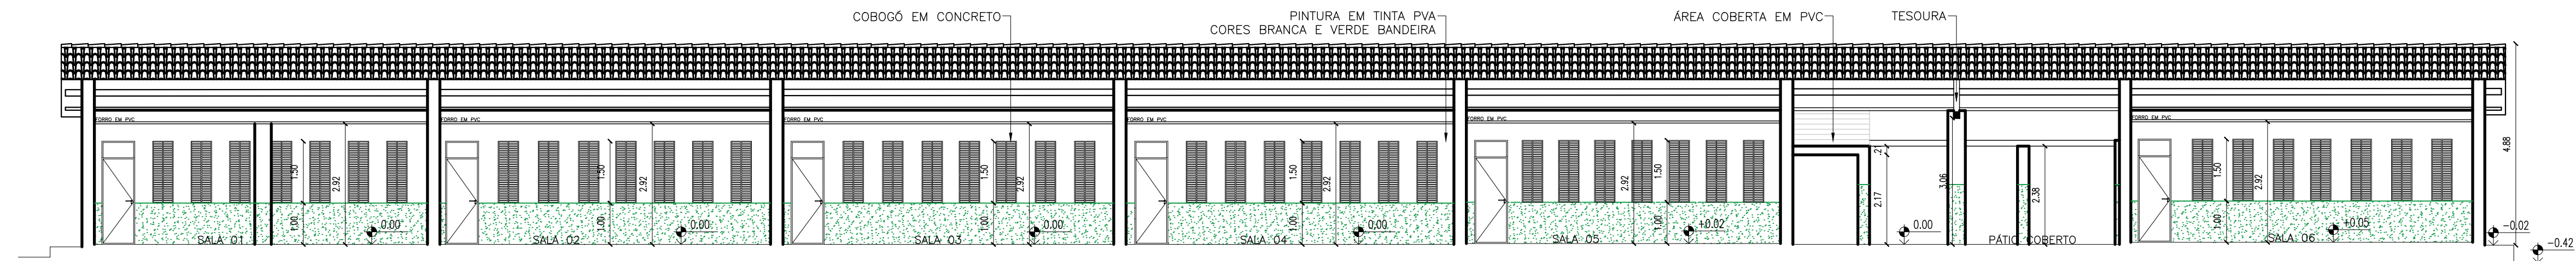 COBOGÓ EM CONCRETO
PINTURA EM TINTA PVA
CORES BRANCA E VERDE BANDEIRA
ÁREA COBERTA EM PVC
TESOURA
FORRO EM PVC
FORRO EM PVC
FORRO EM PVC
FORRO EM PVC
FORRO EM PVC
FORRO EM PVC
1.50
2.92
1.00
0.00
SALA 01
1.50
2.92
1.00
0.00
SALA 02
1.50
2.92
1.00
0.00
SALA 03
1.50
2.92
1.00
0.00
SALA 04
2.92
1.50
1.00
+0.02
SALA 05
.21
2.17
0.00
3.06
2.38
PÁTIO COBERTO
1.50
2.92
1.00
+0.05
SALA 06
4.88
-0.02
-0.42